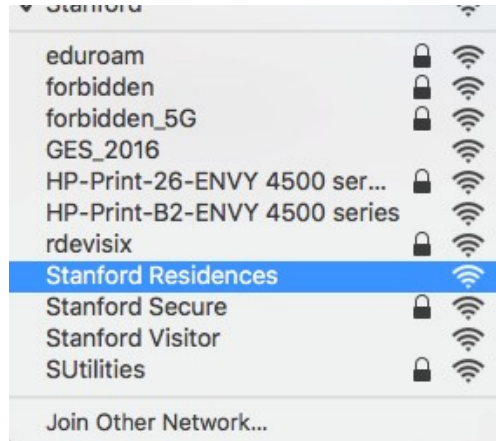 Stanford
eduroam
forbidden
forbidden_5G
GES_2016
HP-Print-26-ENVY 4500 ser...
HP-Print-B2-ENVY 4500 series
rdevisix
Stanford Residences
Stanford Secure
Stanford Visitor
SUtilities
Join Other Network...